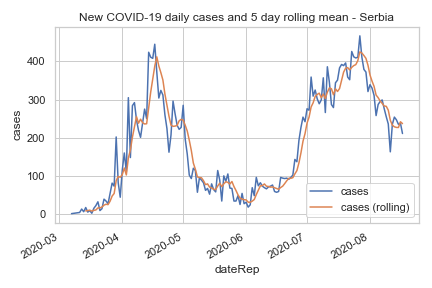 New COVID-19 daily cases and 5 day rolling mean - Serbia
400
300
200
100
0
cases
cases
cases (rolling)
2020-03
2020-04
2020-05
2020-06
2020-07
2020-08
dateRep